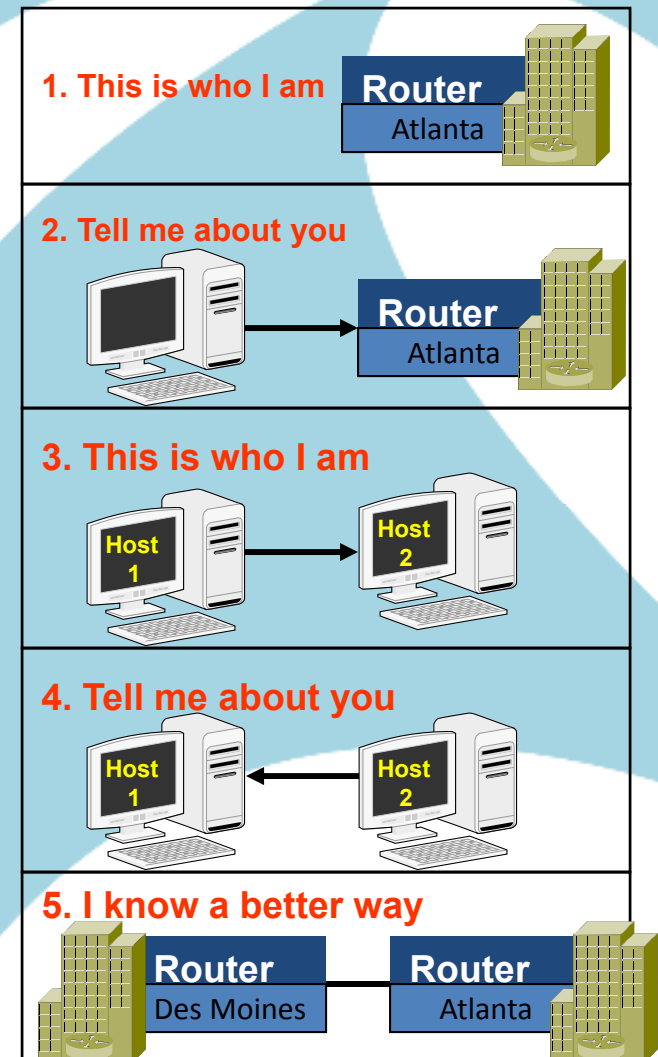 1. This is who I am
Router
Atlanta
2. Tell me about you
Router
Atlanta
3. This is who I am
Host
1
Host
2
4. Tell me about you
Host
1
Host
2
5. I know a better way
Router
Des Moines
Router
Atlanta